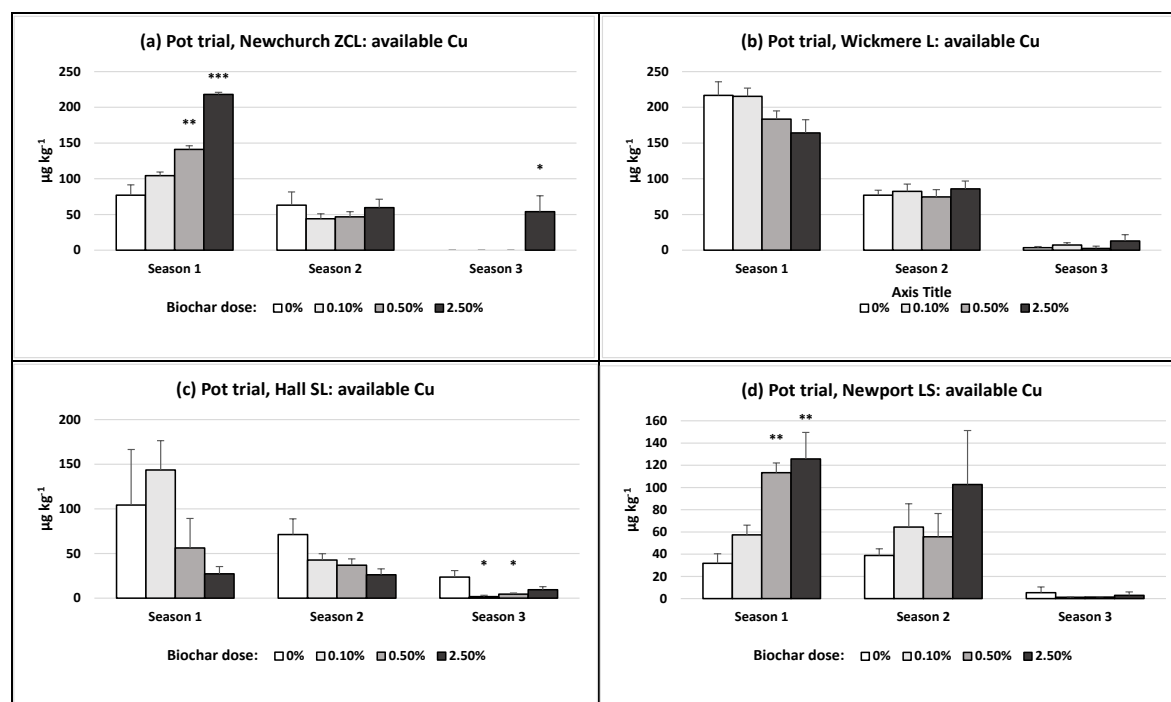 (a) Pot trial, Newchurch ZCL: available Cu
250
200
150
100
50
0
µg kg⁻¹
** *** *
Season 1 Season 2 Season 3
Biochar dose: 0% 0.10% 0.50% 2.50%
(b) Pot trial, Wickmere L: available Cu
250
200
150
100
50
0
µg kg⁻¹
Season 1 Season 2 Season 3
Axis Title
Biochar dose: 0% 0.10% 0.50% 2.50%
(c) Pot trial, Hall SL: available Cu
200
150
100
50
0
µg kg⁻¹
* *
Season 1 Season 2 Season 3
Biochar dose: 0% 0.10% 0.50% 2.50%
(d) Pot trial, Newport LS: available Cu
160
140
120
100
80
60
40
20
0
µg kg⁻¹
** **
Season 1 Season 2 Season 3
Biochar dose: 0% 0.10% 0.50% 2.50%